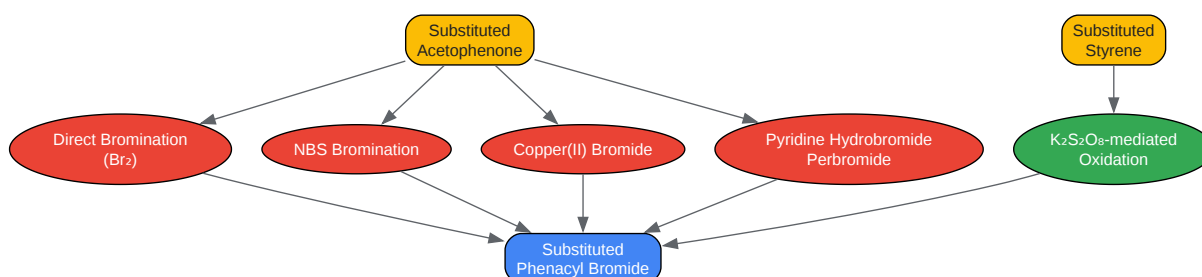 Substituted
Acetophenone
Substituted
Styrene
Direct Bromination
(Br₂)
NBS Bromination
Copper(II) Bromide
Pyridine Hydrobromide
Perbromide
K₂S₂O₈-mediated
Oxidation
Substituted
Phenacyl Bromide